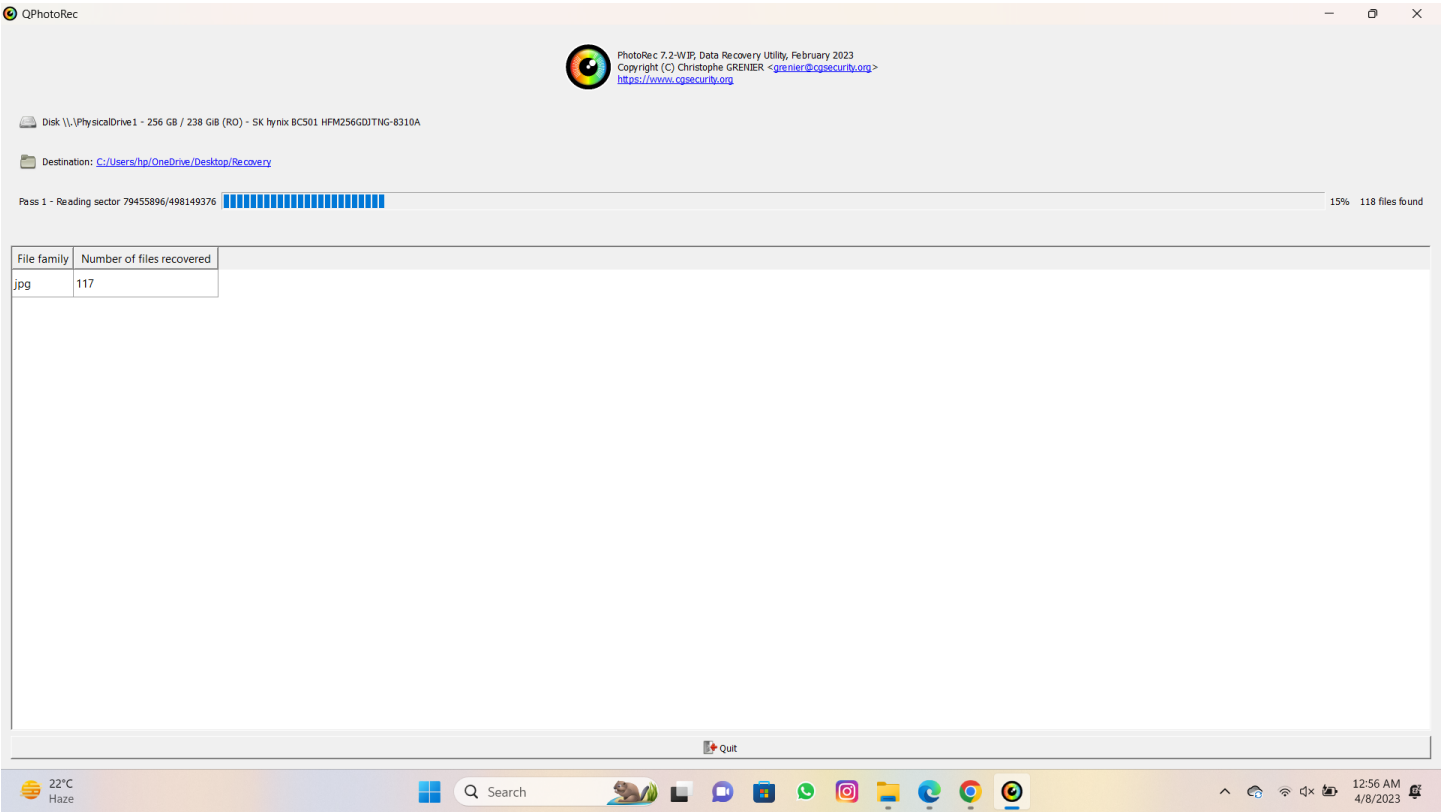 QPhotoRec
PhotoRec 7.2-WIP, Data Recovery Utility, February 2023
Copyright (C) Christophe GRENIER <grenier@cgsecurity.org>
https://www.cgsecurity.org
Disk \\.\PhysicalDrive1 - 256 GB / 238 GiB (RO) - SK hynix BC501 HFM256GDJTNG-8310A
Destination: C:/Users/hp/OneDrive/Desktop/Recovery
Pass 1 - Reading sector 79455896/498149376 15% 118 files found
File family Number of files recovered
jpg 117
Quit
22°C
Haze
Search
12:56 AM
4/8/2023